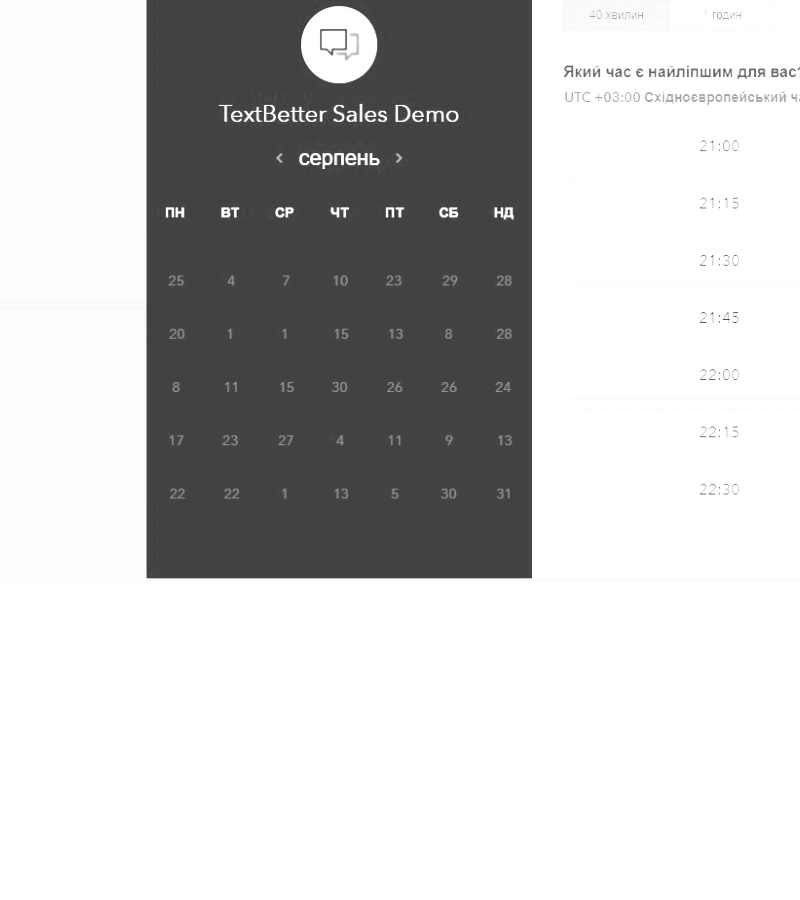 TextBetter Sales Demo
‹ серпень ›
ПН ВТ СР ЧТ ПТ СБ НД
25 4 7 10 23 29 28
20 1 1 15 13 8 28
8 11 15 30 26 26 24
17 23 27 4 11 9 13
22 22 1 13 5 30 31
40 хвилин 1 годин
Який час є найліпшим для вас?
UTC +03:00 Східноєвропейський ча
21:00
21:15
21:30
21:45
22:00
22:15
22:30